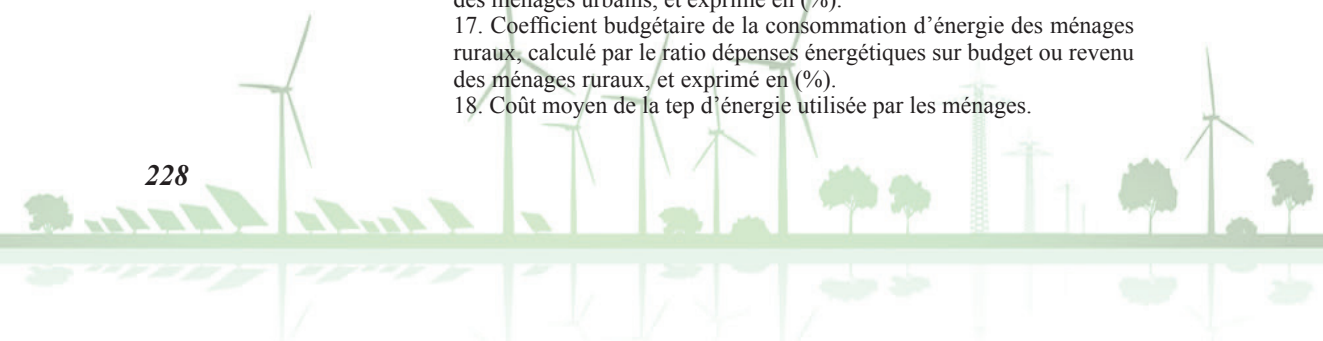 des ménages urbains, et exprimé en (%).
17. Coefficient budgétaire de la consommation d’énergie des ménages
ruraux, calculé par le ratio dépenses énergétiques sur budget ou revenu
des ménages ruraux, et exprimé en (%).
18. Coût moyen de la tep d’énergie utilisée par les ménages.
228